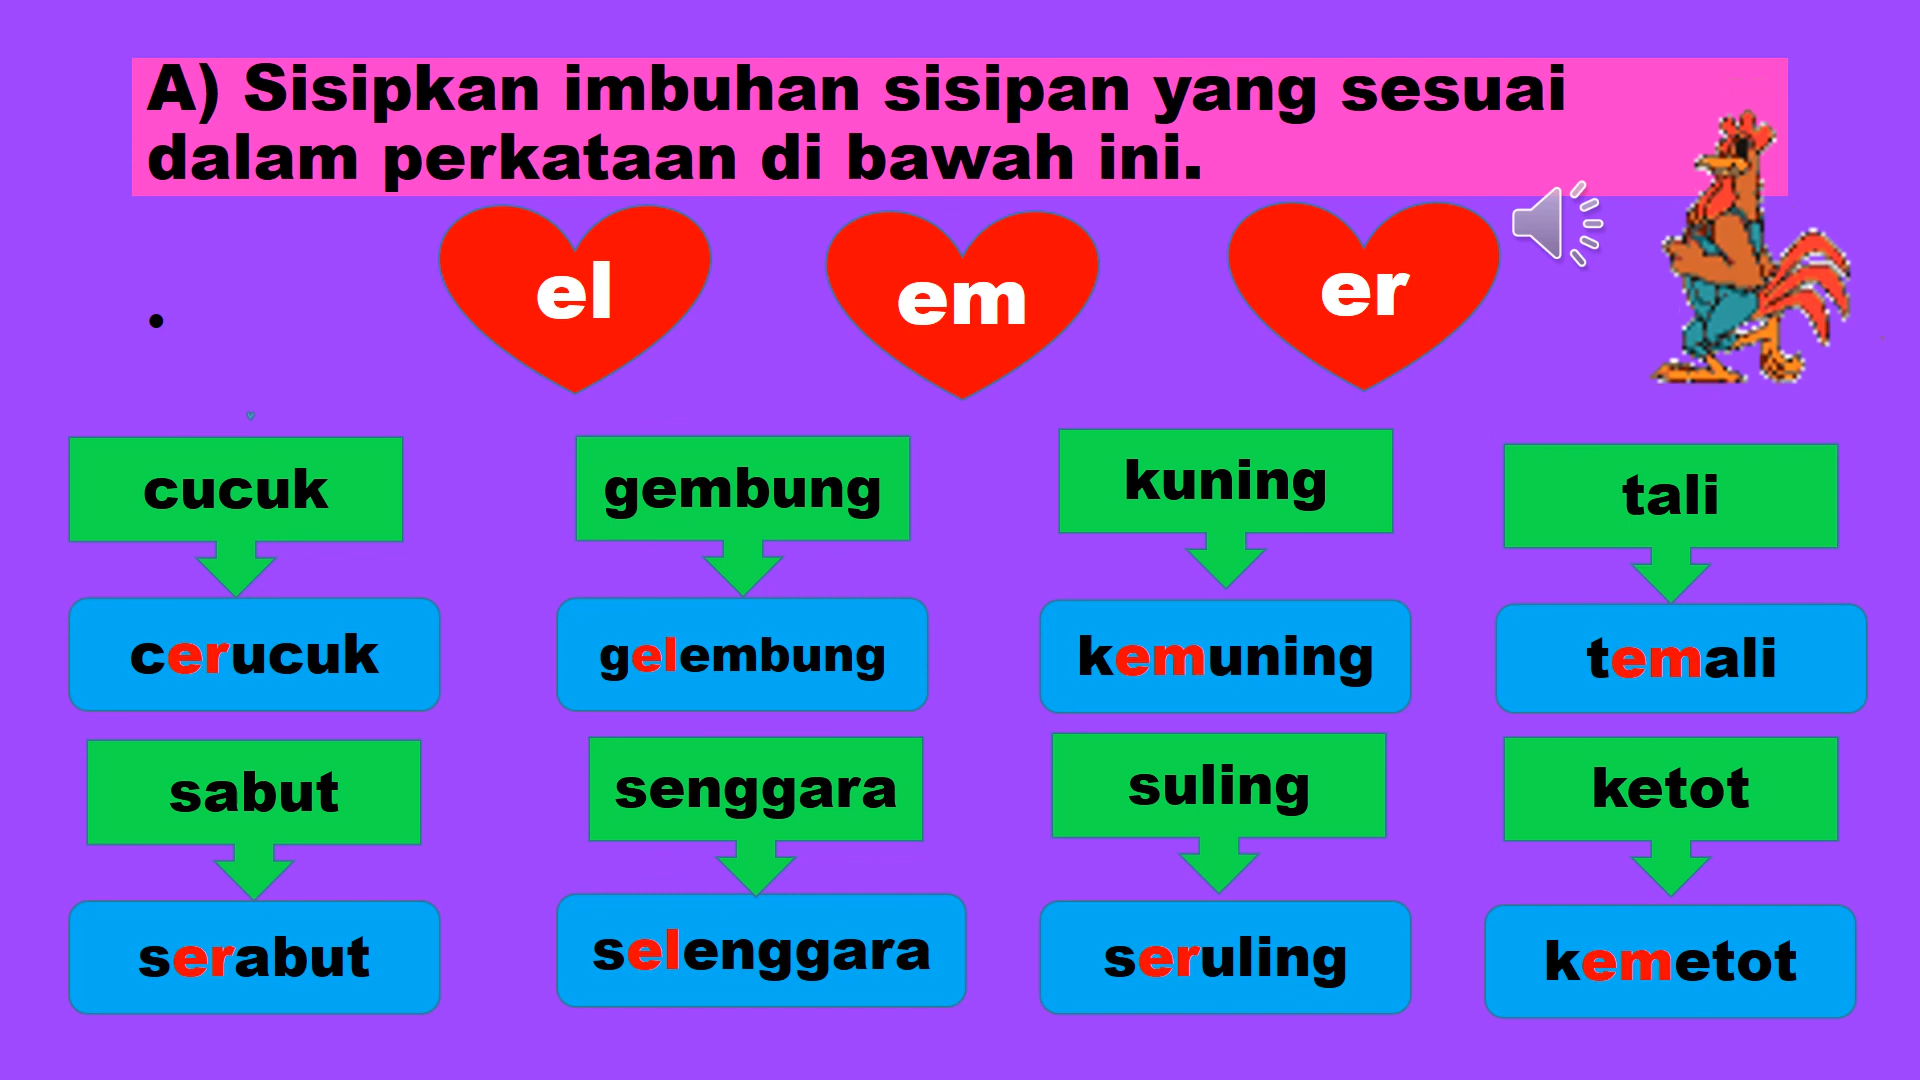 A) Sisipkan imbuhan sisipan yang sesuai
dalam perkataan di bawah ini.
el em er
•
cucuk gembung kuning tali
cerucuk gelembung kemuning temali
sabut senggara suling ketot
serabut selenggara seruling kemetot